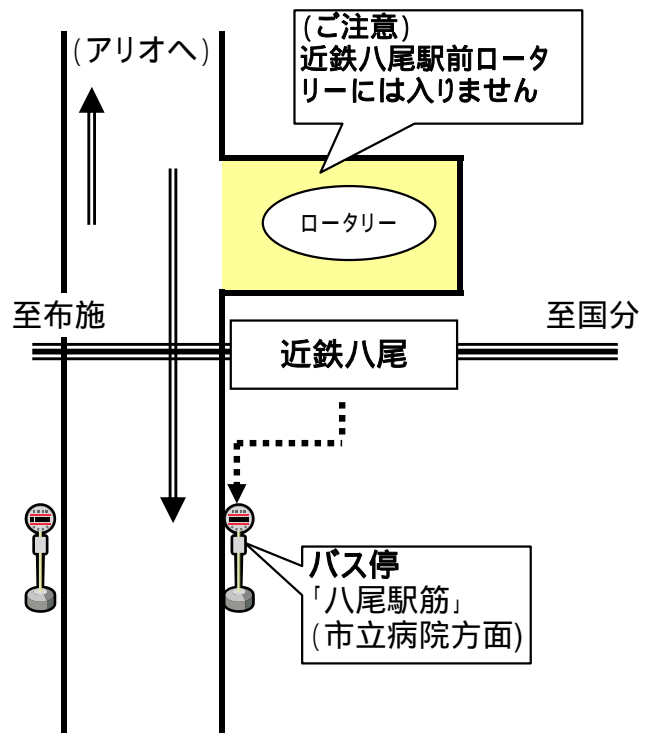 (ご注意)
近鉄八尾駅前ロータ
リーには入りません
(アリオへ)
ロータリー
至布施
至国分
近鉄八尾
バス停
「八尾駅筋」
(市立病院方面)